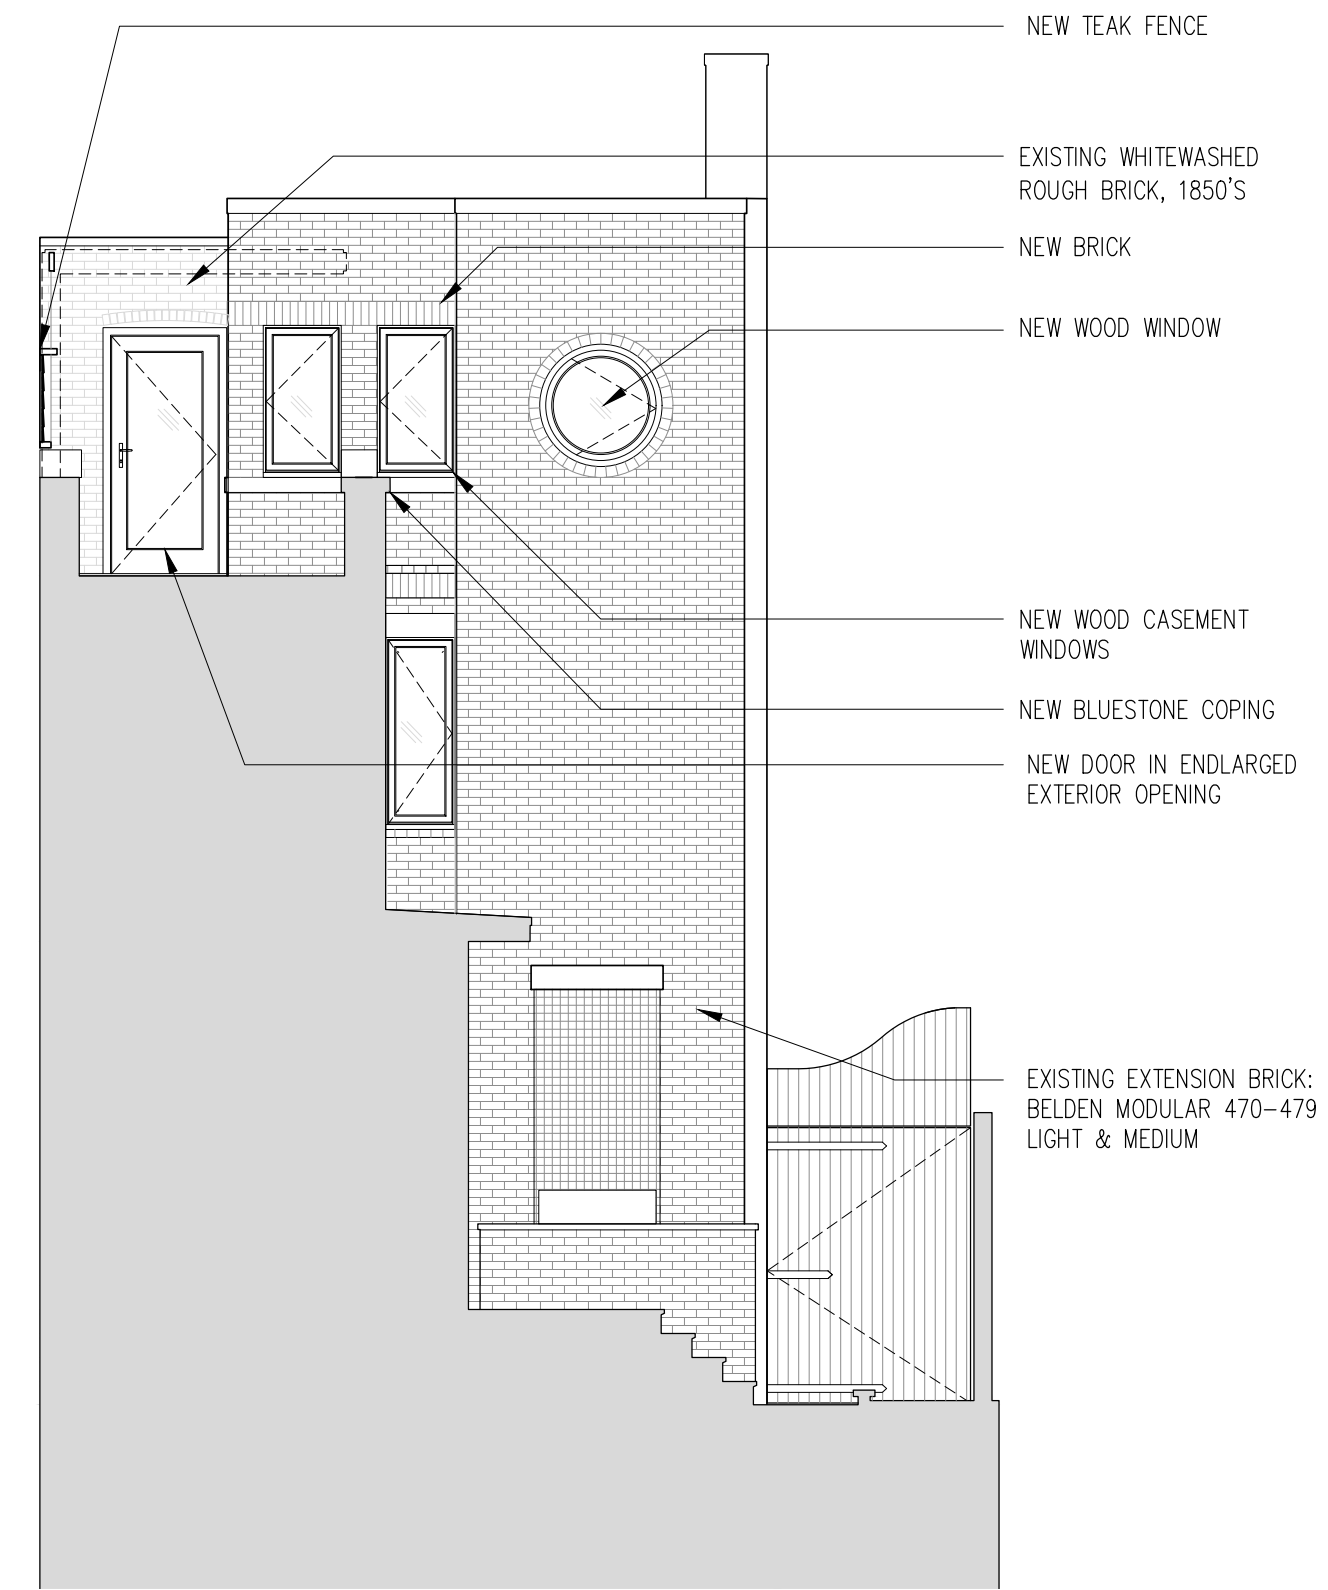 NEW TEAK FENCE
EXISTING WHITEWASHED
ROUGH BRICK, 1850'S
NEW BRICK
NEW WOOD WINDOW
NEW WOOD CASEMENT
WINDOWS
NEW BLUESTONE COPING
NEW DOOR IN ENDLARGED
EXTERIOR OPENING
EXISTING EXTENSION BRICK:
BELDEN MODULAR 470-479
LIGHT & MEDIUM